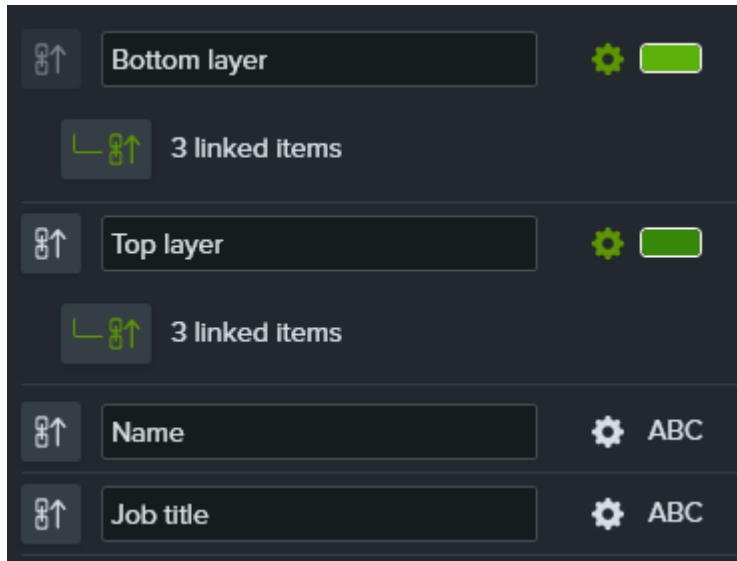 Bottom layer
3 linked items
Top layer
3 linked items
Name
ABC
Job title
ABC